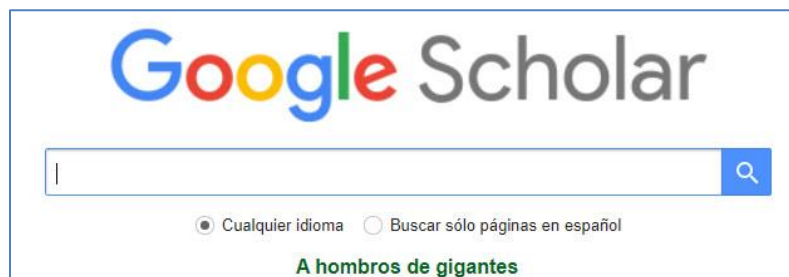 Google Scholar
Cualquier idioma Buscar sólo páginas en español
A hombros de gigantes